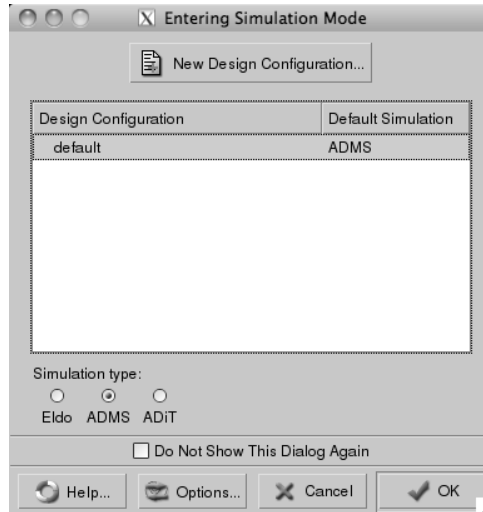 X Entering Simulation Mode
New Design Configuration...
Design Configuration Default Simulation
default ADMS
Simulation type:
Eldo ADMS ADiT
Do Not Show This Dialog Again
Help... Options... Cancel OK